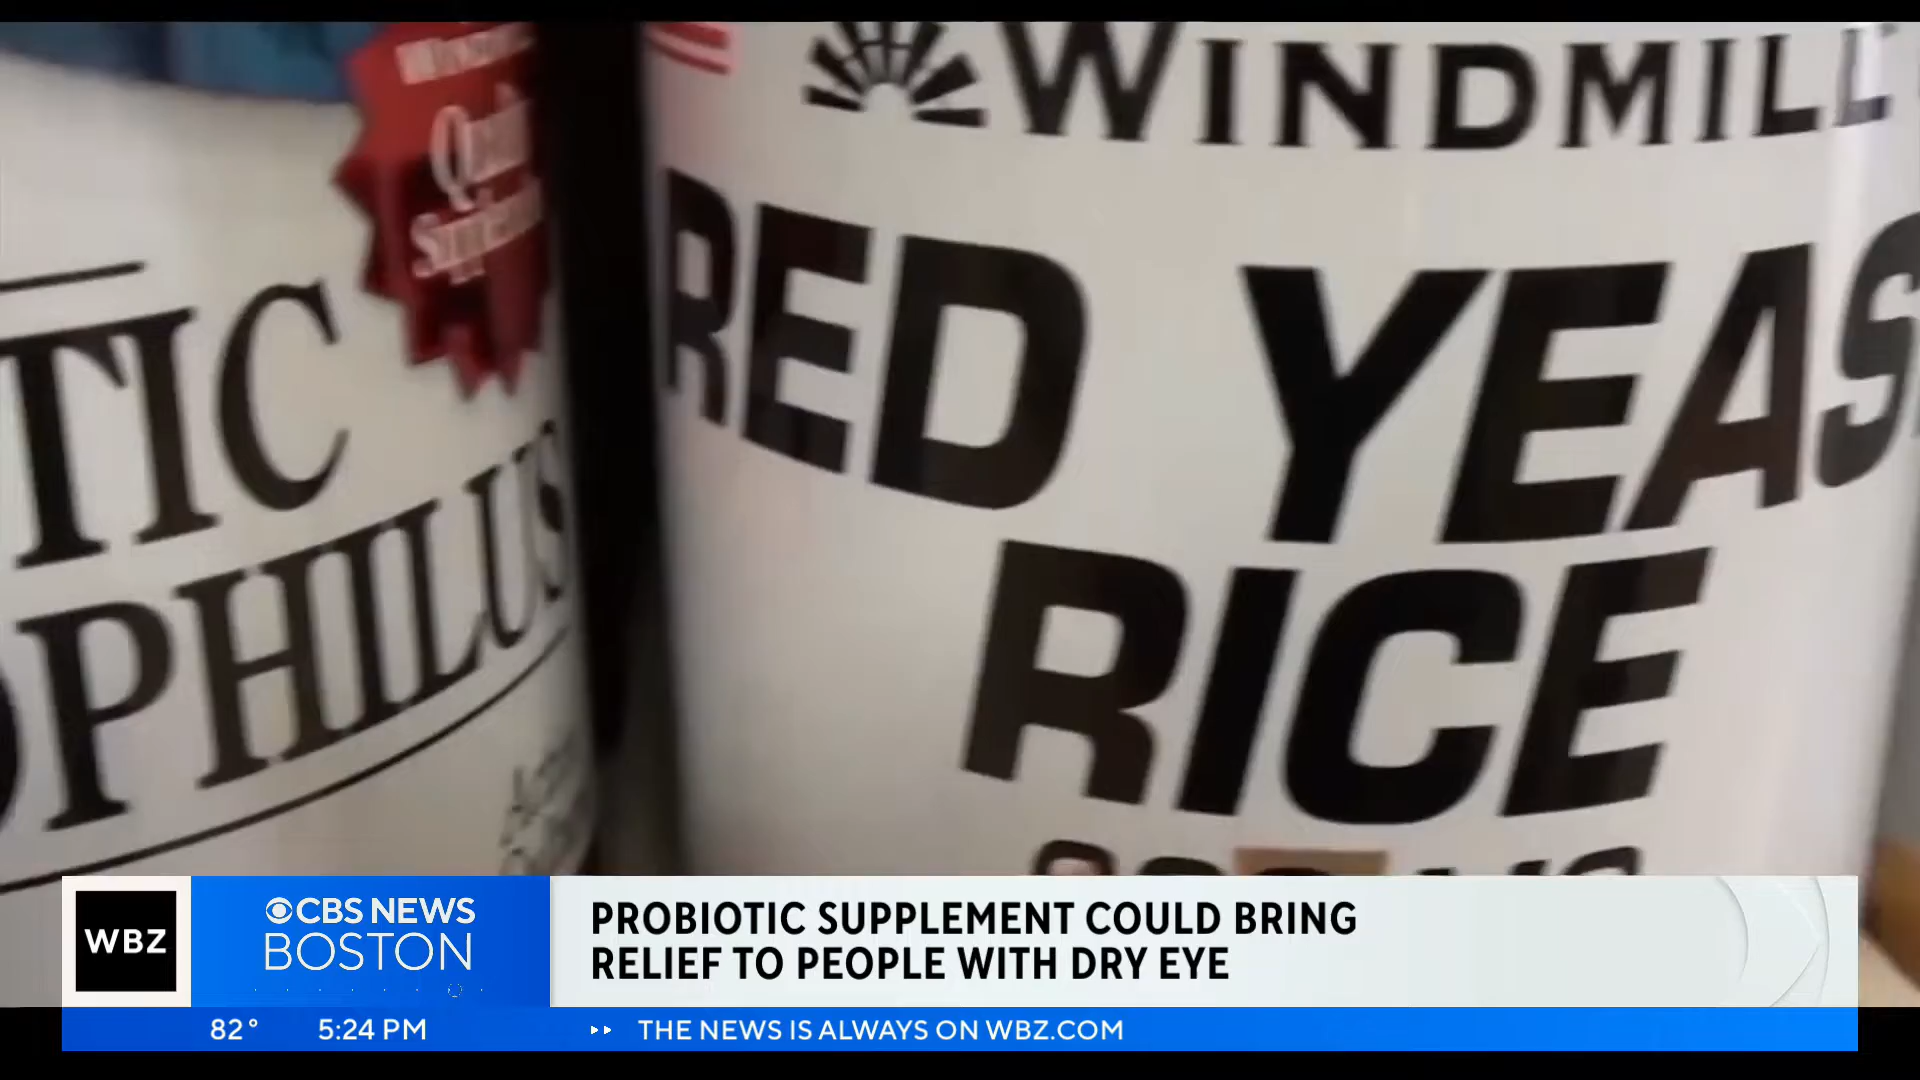 WINDMILL
RED YEAS
RICE
TIC
OPHILUS
WBZ
CBS NEWS
BOSTON
PROBIOTIC SUPPLEMENT COULD BRING
RELIEF TO PEOPLE WITH DRY EYE
82° 5:24 PM THE NEWS IS ALWAYS ON WBZ.COM